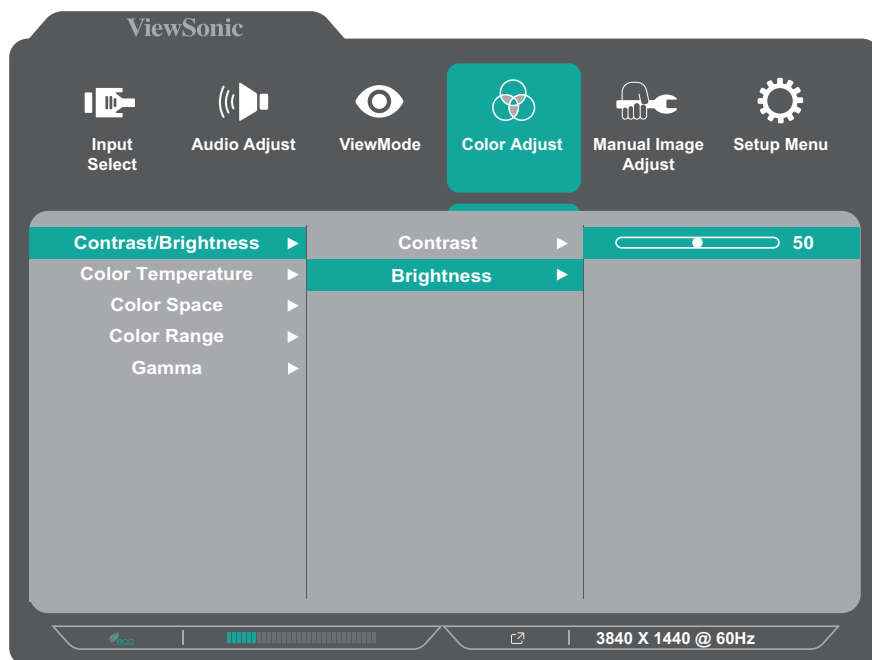 ViewSonic
Input Select
Audio Adjust
ViewMode
Color Adjust
Manual Image Adjust
Setup Menu
Contrast/Brightness
Contrast
50
Color Temperature
Brightness
Color Space
Color Range
Gamma
eco
3840 X 1440 @ 60Hz